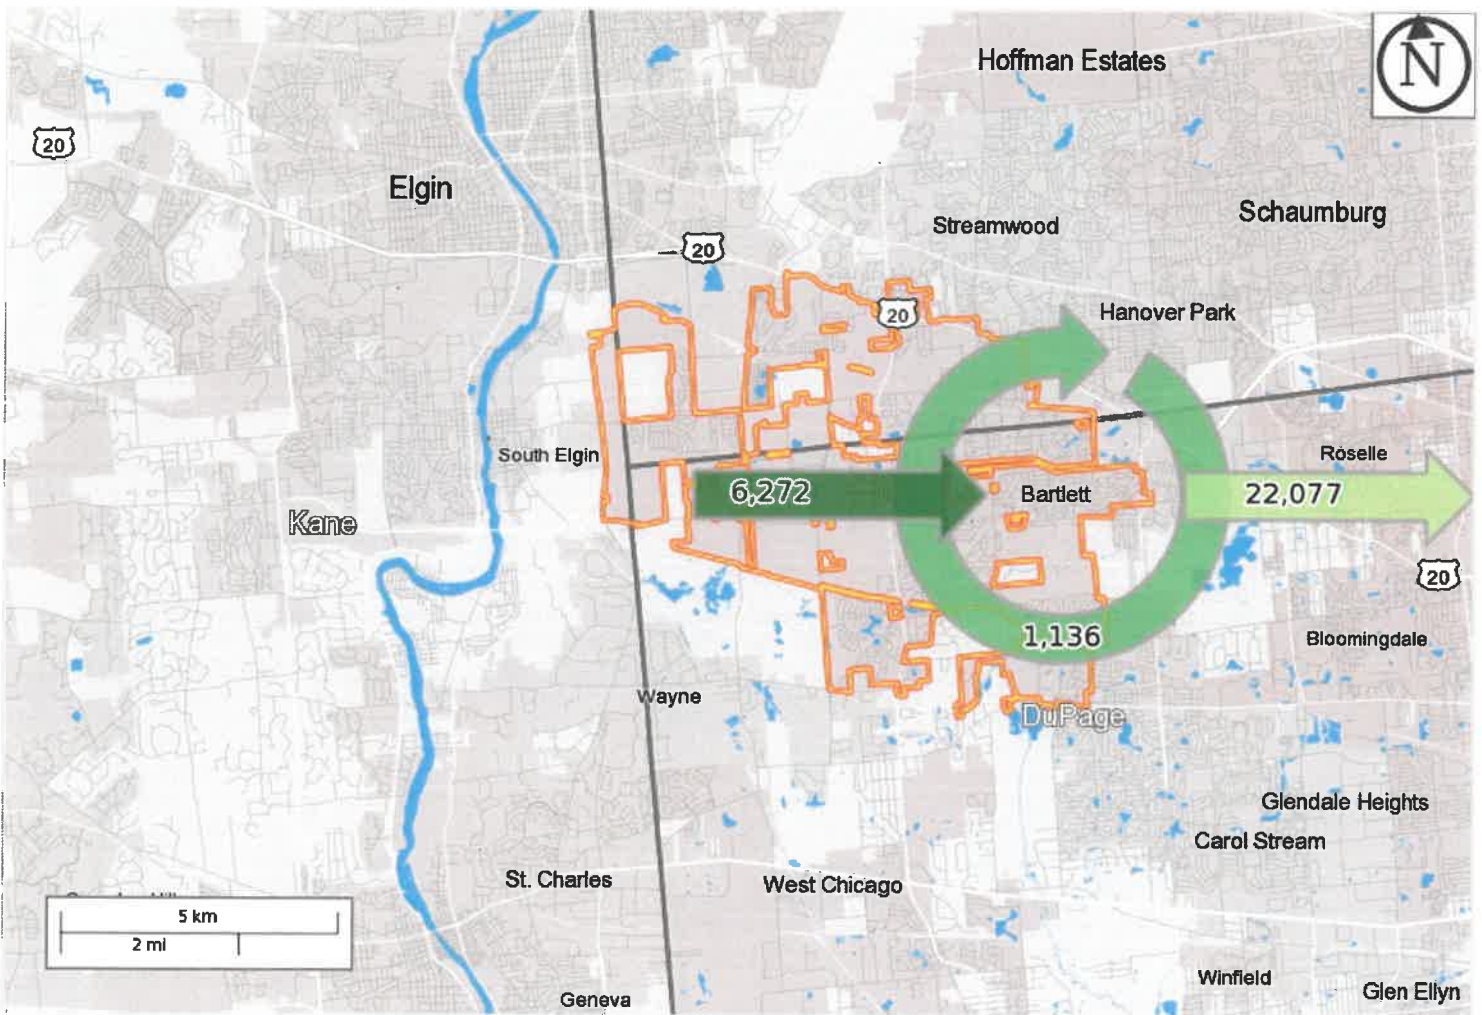 Hoffman Estates
N
20
Elgin
Schaumburg
Streamwood
20
20
Hanover Park
South Elgin
Roselle
6,272
Bartlett
22,077
Kane
20
1,136
Bloomingdale
Wayne
DuPage
Glendale Heights
Carol Stream
St. Charles
West Chicago
5 km
2 mi
Winfield
Glen Ellyn
Geneva